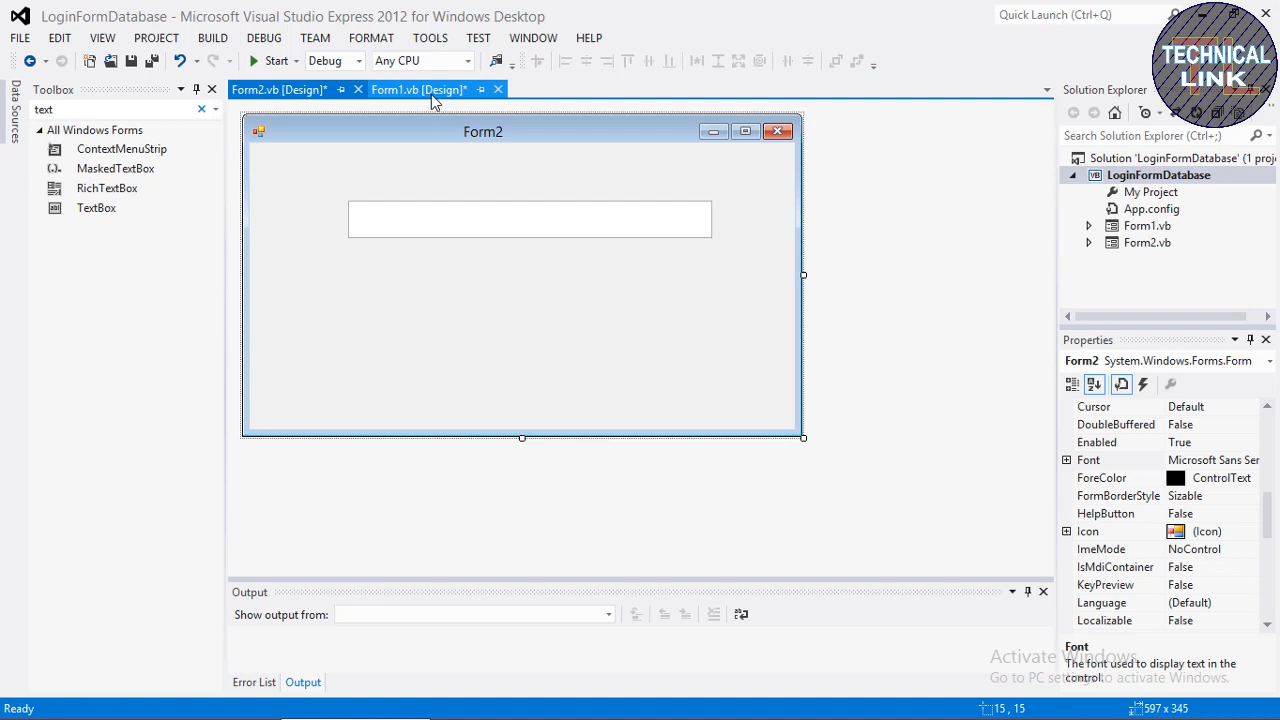 LoginFormDatabase - Microsoft Visual Studio Express 2012 for Windows Desktop
Quick Launch (Ctrl+Q)
FILE EDIT VIEW PROJECT BUILD DEBUG TEAM FORMAT TOOLS TEST WINDOW HELP
TECHNICAL
LINK
Start Debug Any CPU
Data Sources
Toolbox
text
All Windows Forms
ContextMenuStrip
MaskedTextBox
RichTextBox
TextBox
Form2.vb [Design]* Form1.vb [Design]*
Form2
Output
Show output from:
Error List Output
Solution Explorer
Search Solution Explorer (Ctrl+;)
Solution 'LoginFormDatabase' (1 proj
VB LoginFormDatabase
My Project
App.config
Form1.vb
Form2.vb
Properties
Form2 System.Windows.Forms.Form
Cursor Default
DoubleBuffered False
Enabled True
Font Microsoft Sans Ser
ForeColor ControlText
FormBorderStyle Sizable
HelpButton False
Icon (Icon)
ImeMode NoControl
IsMdiContainer False
KeyPreview False
Language (Default)
Localizable False
Font
The font used to display text in the
control.
Activate Windows
Go to PC settings to activate Windows.
Ready 15 , 15 597 x 345